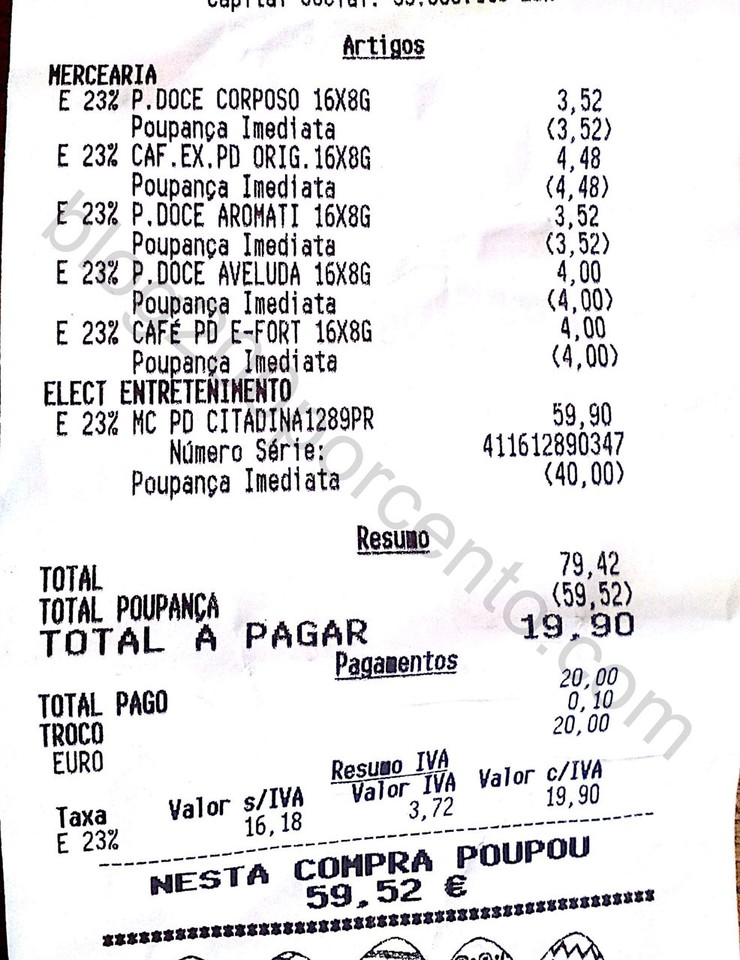 Artigos
MERCEARIA
E 23% P.DOCE CORPOSO 16X8G 3,52
Poupança Imediata (3,52)
E 23% CAF.EX.PD ORIG.16X8G 4,48
Poupança Imediata (4,48)
E 23% P.DOCE AROMATI 16X8G 3,52
Poupança Imediata (3,52)
E 23% P.DOCE AVELUDA 16X8G 4,00
Poupança Imediata (4,00)
E 23% CAFÉ PD E-FORT 16X8G 4,00
Poupança Imediata (4,00)
ELECT ENTRETENIMENTO
E 23% MC PD CITADINA1289PR 59,90
Número Série: 411612890347
Poupança Imediata (40,00)
Resumo
TOTAL 79,42
TOTAL POUPANÇA (59,52)
TOTAL A PAGAR 19,90
Pagamentos
TOTAL PAGO 20,00
TROCO 0,10
EURO 20,00
Resumo IVA
Taxa Valor s/IVA Valor IVA Valor c/IVA
E 23% 16,18 3,72 19,90
NESTA COMPRA POUPOU
59,52 €
blog200porcento.com